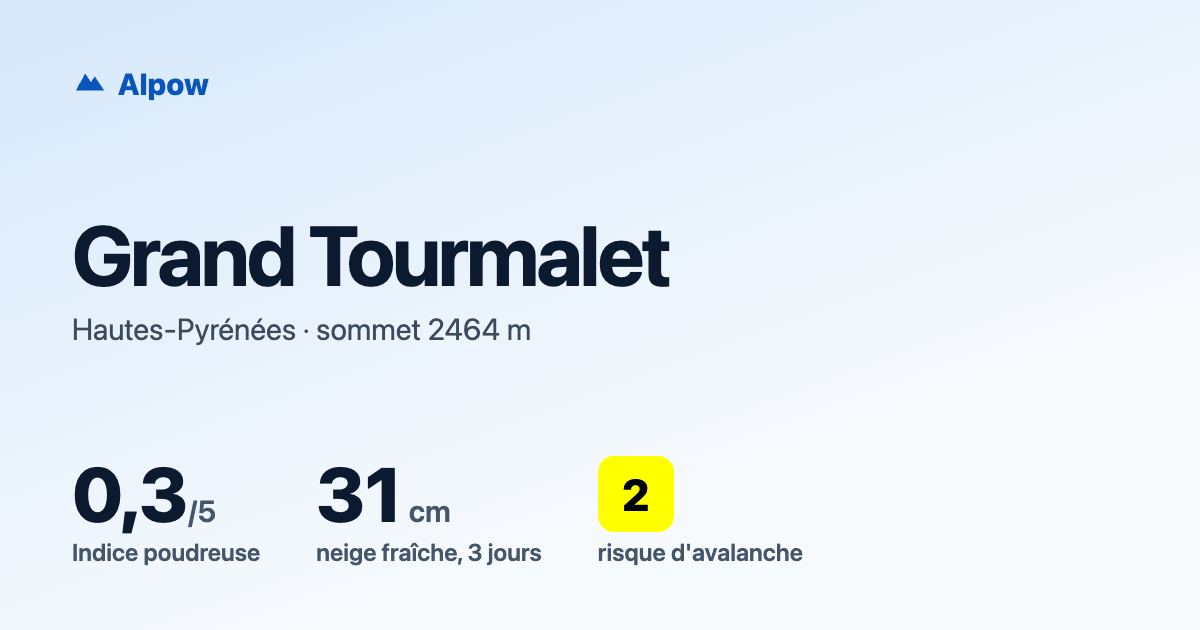 Alpow
Grand Tourmalet
Hautes-Pyrénées · sommet 2464 m
0,3/5
Indice poudreuse
31 cm
neige fraîche, 3 jours
2
risque d'avalanche